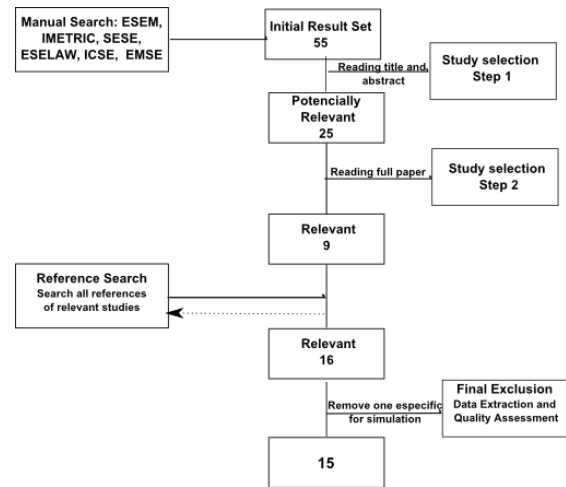 Manual Search: ESEM,
IMETRIC, SESE,
ESELAW, ICSE, EMSE
Initial Result Set
55
Reading title and
abstract
Study selection
Step 1
Potencially
Relevant
25
Reading full paper
Study selection
Step 2
Relevant
9
Reference Search
Search all references
of relevant studies
Relevant
16
Remove one especific
for simulation
Final Exclusion
Data Extraction and
Quality Assessment
15